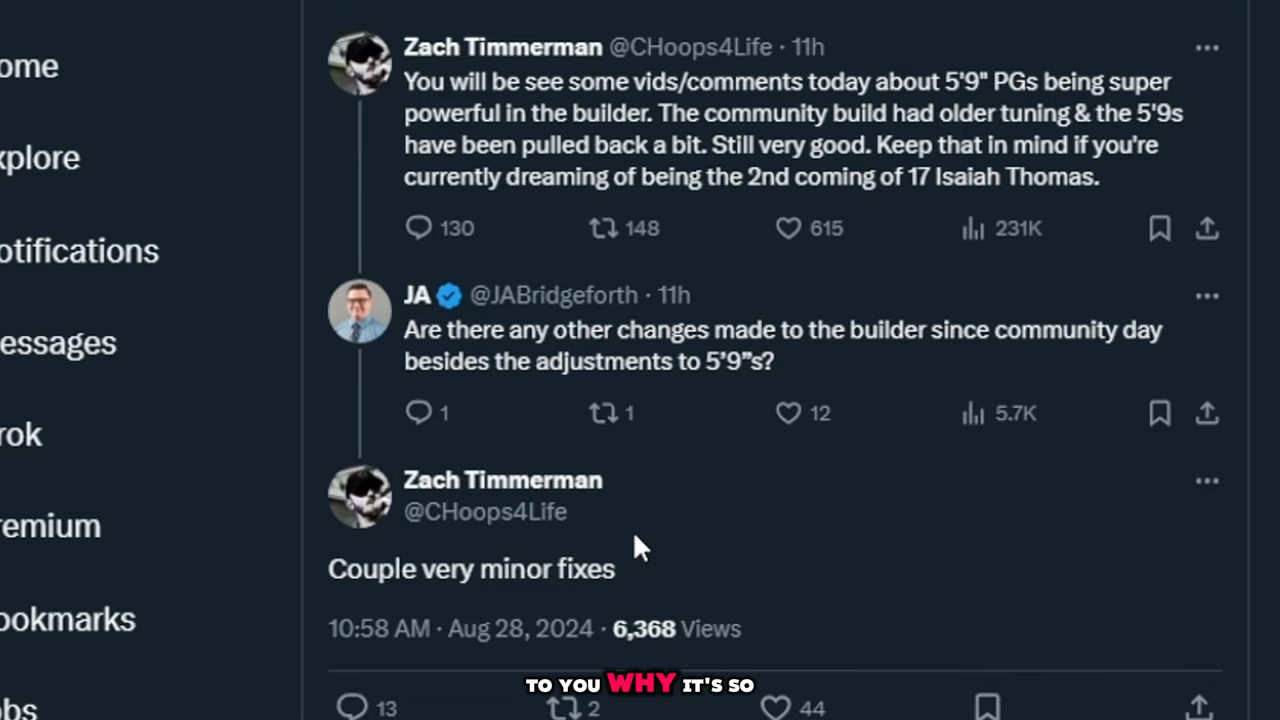 ome
xplore
otifications
essages
rok
remium
ookmarks
obs
Zach Timmerman @CHoops4Life · 11h
You will be see some vids/comments today about 5'9" PGs being super
powerful in the builder. The community build had older tuning & the 5'9s
have been pulled back a bit. Still very good. Keep that in mind if you're
currently dreaming of being the 2nd coming of 17 Isaiah Thomas.
130 148 615 231K
JA @JABridgeforth · 11h
Are there any other changes made to the builder since community day
besides the adjustments to 5'9”s?
1 1 12 5.7K
Zach Timmerman
@CHoops4Life
Couple very minor fixes
10:58 AM · Aug 28, 2024 · 6,368 Views
TO YOU WHY IT'S SO
13 2 44